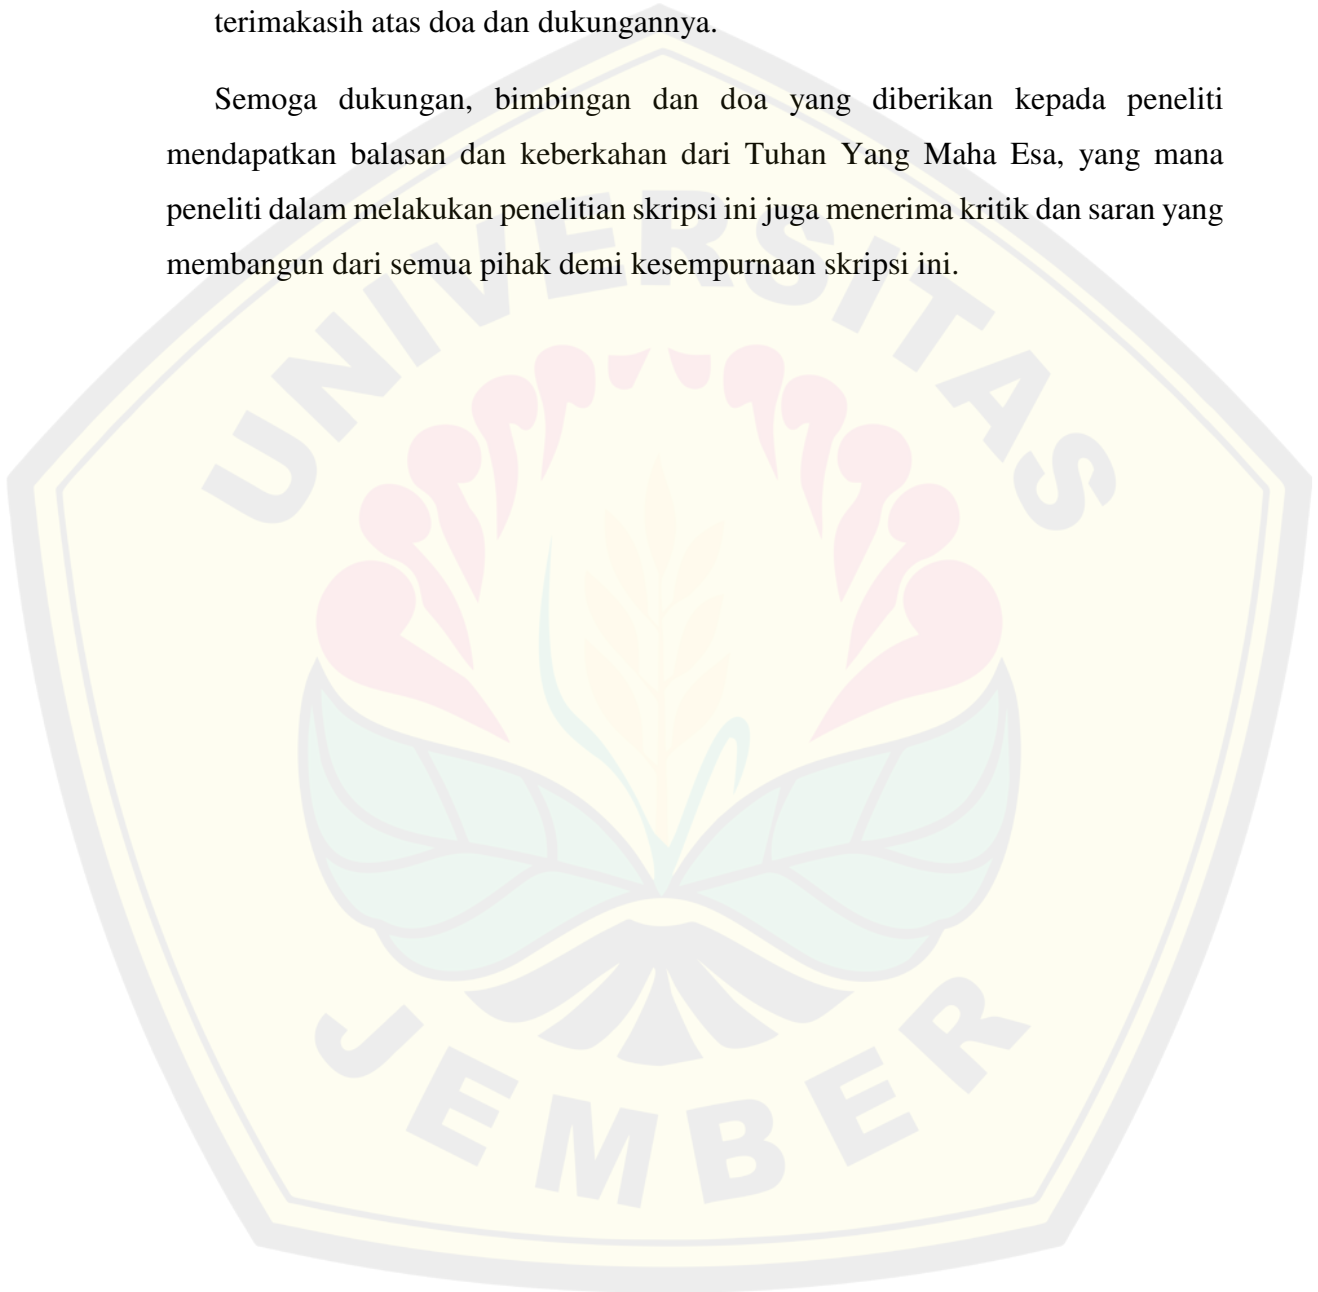 terimakasih atas doa dan dukungannya.
Semoga dukungan, bimbingan dan doa yang diberikan kepada peneliti
mendapatkan balasan dan keberkahan dari Tuhan Yang Maha Esa, yang mana
peneliti dalam melakukan penelitian skripsi ini juga menerima kritik dan saran yang
membangun dari semua pihak demi kesempurnaan skripsi ini.
UNIVERSITAS
JEMBER